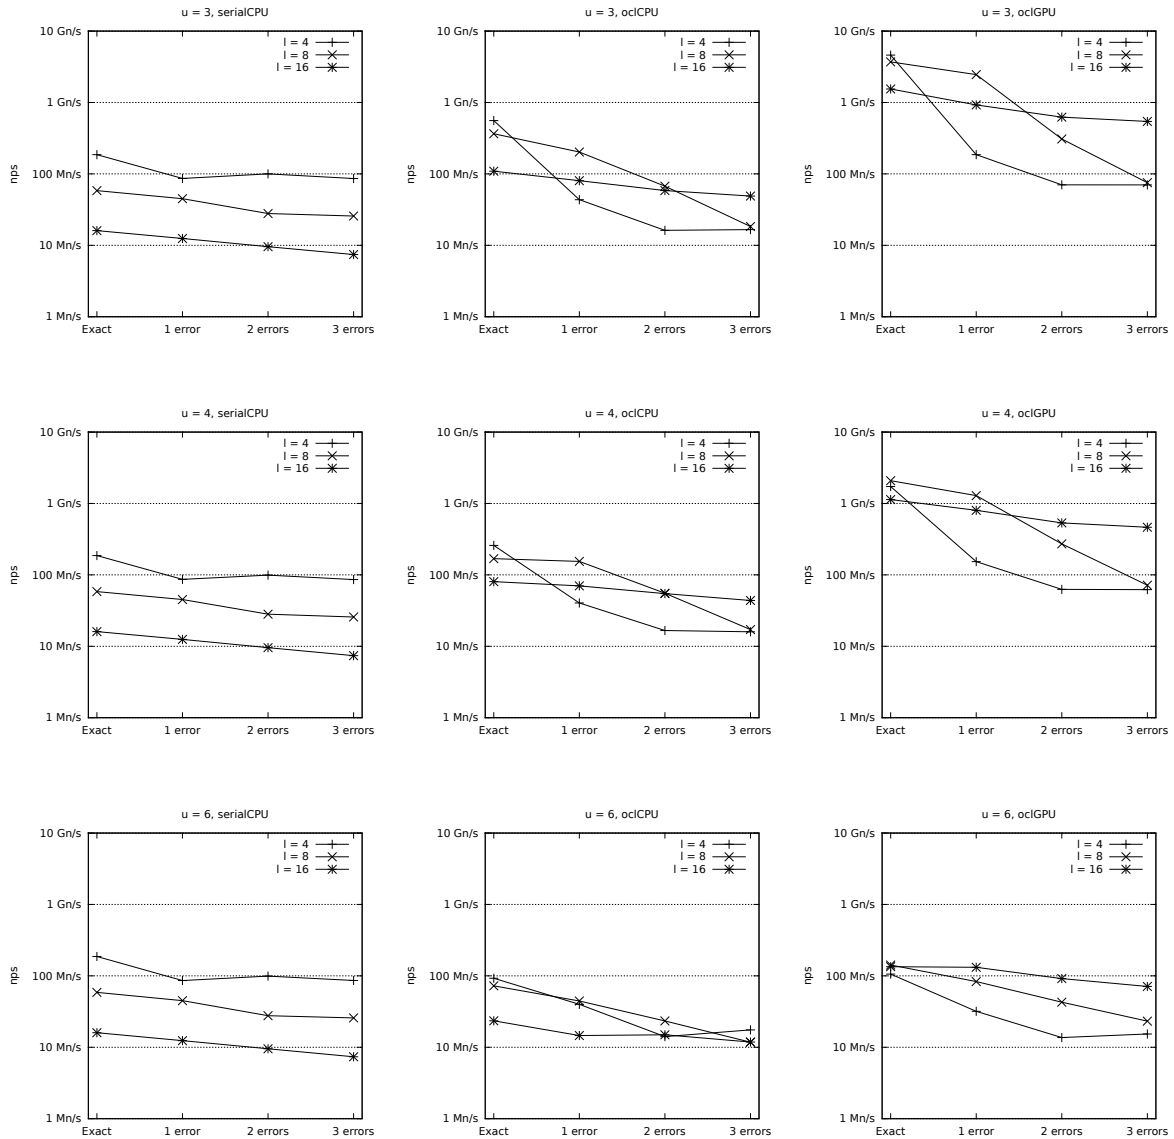 u = 3, serialCPU
10 Gn/s
1 Gn/s
100 Mn/s
10 Mn/s
1 Mn/s
nps
l = 4
l = 8
l = 16
Exact
1 error
2 errors
3 errors
u = 3, oclCPU
10 Gn/s
1 Gn/s
100 Mn/s
10 Mn/s
1 Mn/s
nps
l = 4
l = 8
l = 16
Exact
1 error
2 errors
3 errors
u = 3, oclGPU
10 Gn/s
1 Gn/s
100 Mn/s
10 Mn/s
1 Mn/s
nps
l = 4
l = 8
l = 16
Exact
1 error
2 errors
3 errors
u = 4, serialCPU
10 Gn/s
1 Gn/s
100 Mn/s
10 Mn/s
1 Mn/s
nps
l = 4
l = 8
l = 16
Exact
1 error
2 errors
3 errors
u = 4, oclCPU
10 Gn/s
1 Gn/s
100 Mn/s
10 Mn/s
1 Mn/s
nps
l = 4
l = 8
l = 16
Exact
1 error
2 errors
3 errors
u = 4, oclGPU
10 Gn/s
1 Gn/s
100 Mn/s
10 Mn/s
1 Mn/s
nps
l = 4
l = 8
l = 16
Exact
1 error
2 errors
3 errors
u = 6, serialCPU
10 Gn/s
1 Gn/s
100 Mn/s
10 Mn/s
1 Mn/s
nps
l = 4
l = 8
l = 16
Exact
1 error
2 errors
3 errors
u = 6, oclCPU
10 Gn/s
1 Gn/s
100 Mn/s
10 Mn/s
1 Mn/s
nps
l = 4
l = 8
l = 16
Exact
1 error
2 errors
3 errors
u = 6, oclGPU
10 Gn/s
1 Gn/s
100 Mn/s
10 Mn/s
1 Mn/s
nps
l = 4
l = 8
l = 16
Exact
1 error
2 errors
3 errors